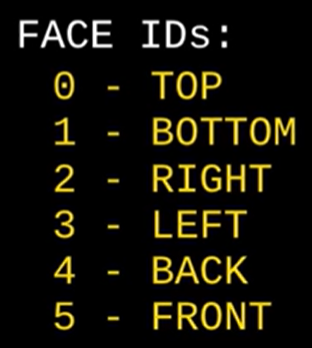 FACE IDs:
0 - TOP
1 - BOTTOM
2 - RIGHT
3 - LEFT
4 - BACK
5 - FRONT